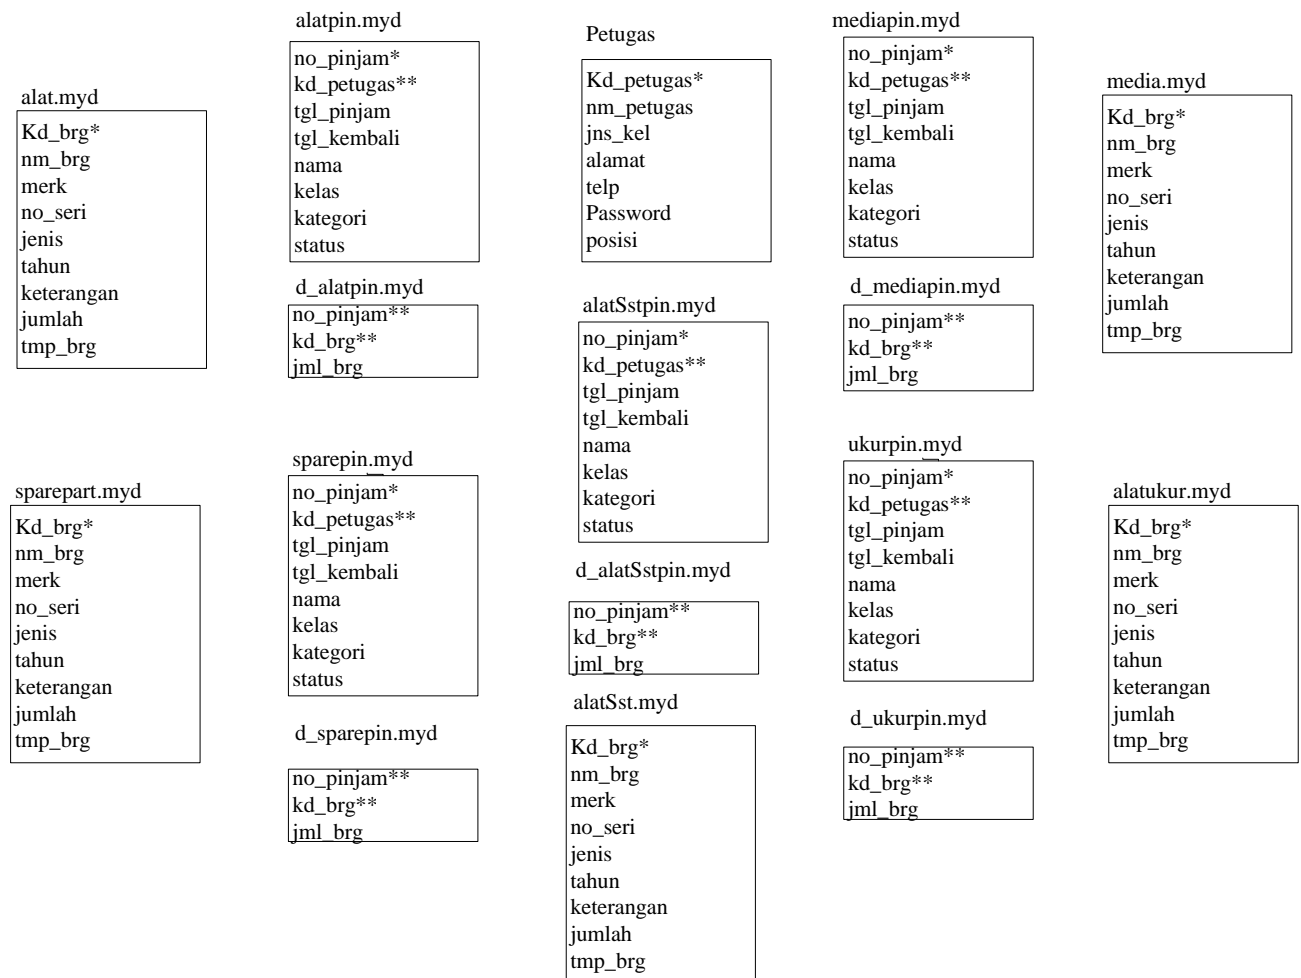 alat.myd
Kd_brg*
nm_brg
merk
no_seri
jenis
tahun
keterangan
jumlah
tmp_brg
sparepart.myd
Kd_brg*
nm_brg
merk
no_seri
jenis
tahun
keterangan
jumlah
tmp_brg
alatpin.myd
no_pinjam*
kd_petugas**
tgl_pinjam
tgl_kembali
nama
kelas
kategori
status
d_alatpin.myd
no_pinjam**
kd_brg**
jml_brg
sparepin.myd
no_pinjam*
kd_petugas**
tgl_pinjam
tgl_kembali
nama
kelas
kategori
status
d_sparepin.myd
no_pinjam**
kd_brg**
jml_brg
Petugas
Kd_petugas*
nm_petugas
jns_kel
alamat
telp
Password
posisi
alatSstpin.myd
no_pinjam*
kd_petugas**
tgl_pinjam
tgl_kembali
nama
kelas
kategori
status
d_alatSstpin.myd
no_pinjam**
kd_brg**
jml_brg
alatSst.myd
Kd_brg*
nm_brg
merk
no_seri
jenis
tahun
keterangan
jumlah
tmp_brg
mediapin.myd
no_pinjam*
kd_petugas**
tgl_pinjam
tgl_kembali
nama
kelas
kategori
status
d_mediapin.myd
no_pinjam**
kd_brg**
jml_brg
ukurpin.myd
no_pinjam*
kd_petugas**
tgl_pinjam
tgl_kembali
nama
kelas
kategori
status
d_ukurpin.myd
no_pinjam**
kd_brg**
jml_brg
media.myd
Kd_brg*
nm_brg
merk
no_seri
jenis
tahun
keterangan
jumlah
tmp_brg
alatukur.myd
Kd_brg*
nm_brg
merk
no_seri
jenis
tahun
keterangan
jumlah
tmp_brg